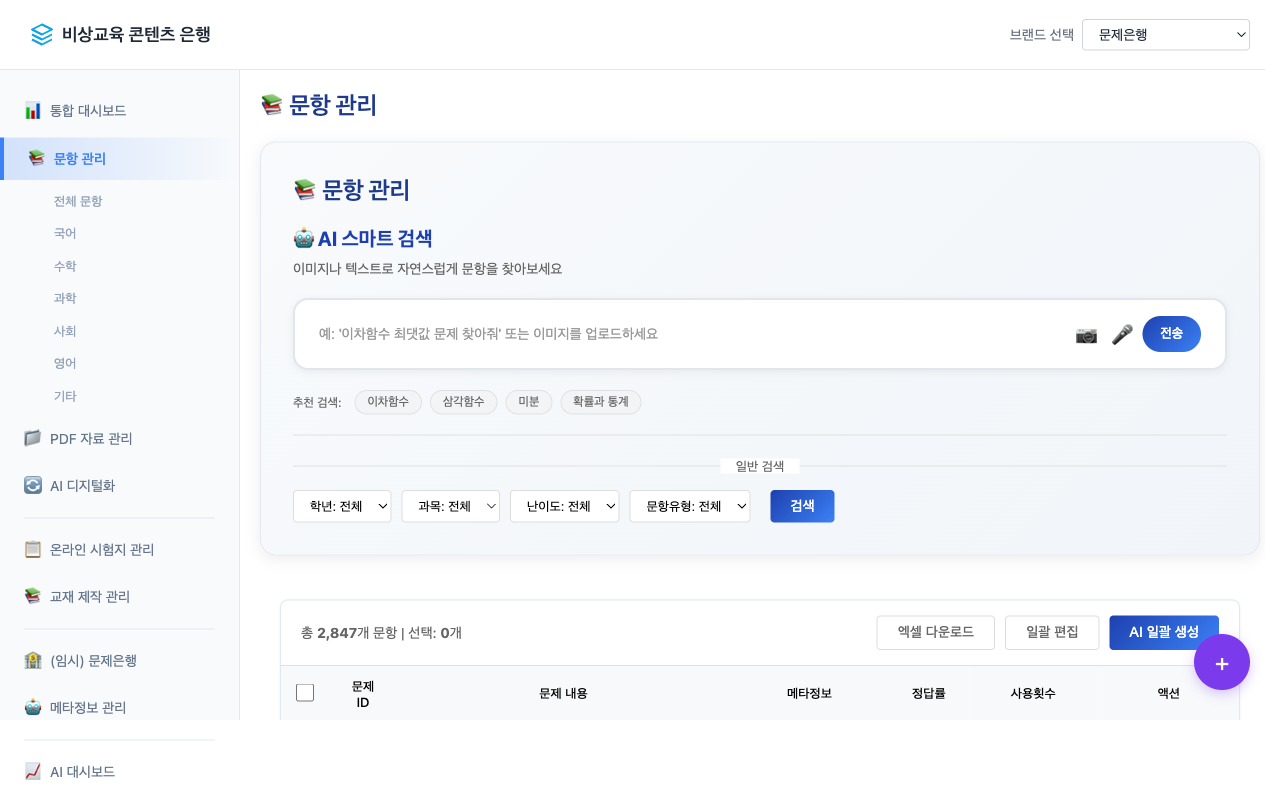 비상교육 콘텐츠 은행
브랜드 선택 문제은행
통합 대시보드
문항 관리
전체 문항
국어
수학
과학
사회
영어
기타
PDF 자료 관리
AI 디지털화
온라인 시험지 관리
교재 제작 관리
(임시) 문제은행
메타정보 관리
AI 대시보드
문항 관리
문항 관리
AI 스마트 검색
이미지나 텍스트로 자연스럽게 문항을 찾아보세요
예: '이차함수 최댓값 문제 찾아줘' 또는 이미지를 업로드하세요 전송
추천 검색: 이차함수 삼각함수 미분 확률과 통계
일반 검색
학년: 전체 과목: 전체 난이도: 전체 문항유형: 전체 검색
총 2,847개 문항 | 선택: 0개 엑셀 다운로드 일괄 편집 AI 일괄 생성
+
문제 ID 문제 내용 메타정보 정답률 사용횟수 액션